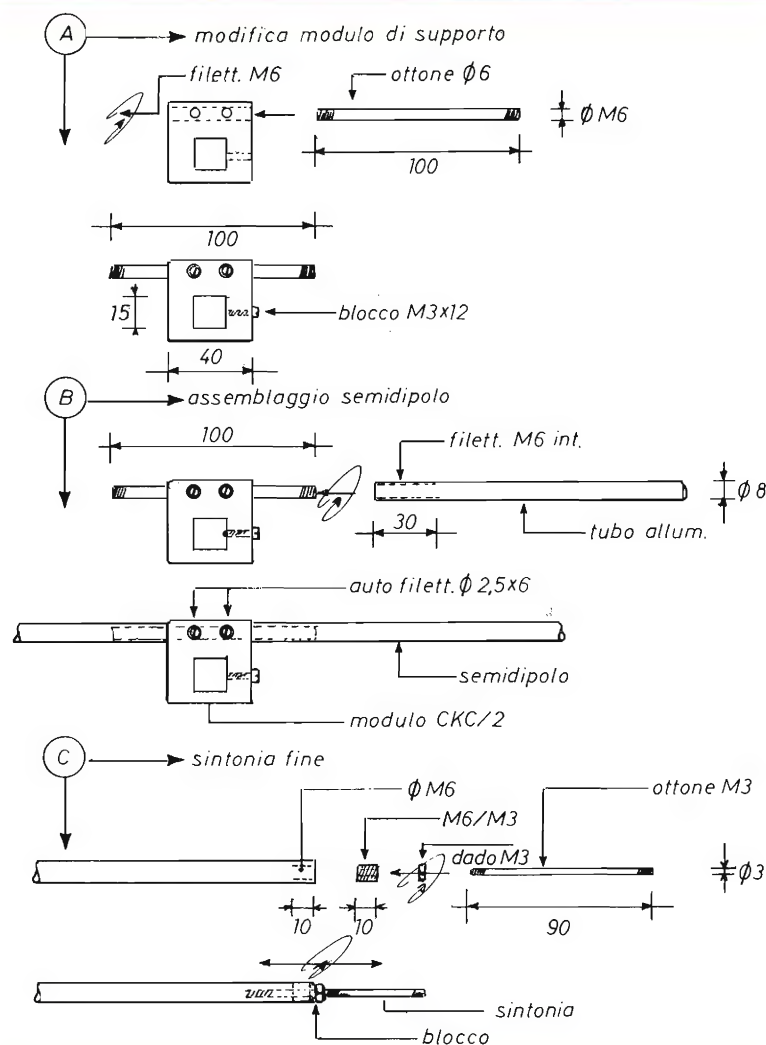 A
modifica modulo di supporto
filett. M6
ottone ϕ6
ϕ M6
100
100
15
blocco M3x12
40
B
assemblaggio semidipolo
100
filett. M6 int.
ϕ 8
30
tubo allum.
auto filett. ϕ 2,5x6
semidipolo
modulo CKC/2
C
sintonia fine
ϕ M6
ottone M3
M6/M3
dado M3
ϕ3
10
10
90
sintonia
blocco